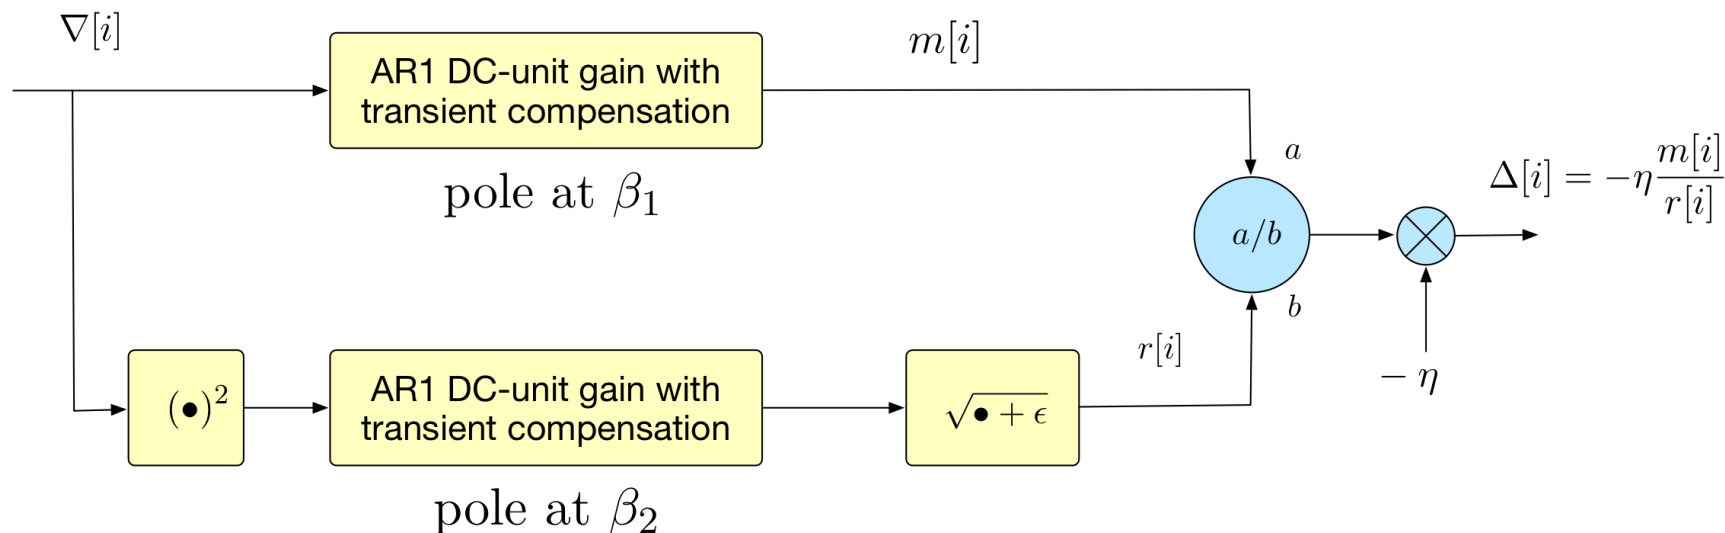 ∇[i]
AR1 DC-unit gain with
transient compensation
pole at β₁
m[i]
a
a/b
b
Δ[i] = −η m[i]/r[i]
− η
(•)²
AR1 DC-unit gain with
transient compensation
pole at β₂
√(• + ϵ)
r[i]